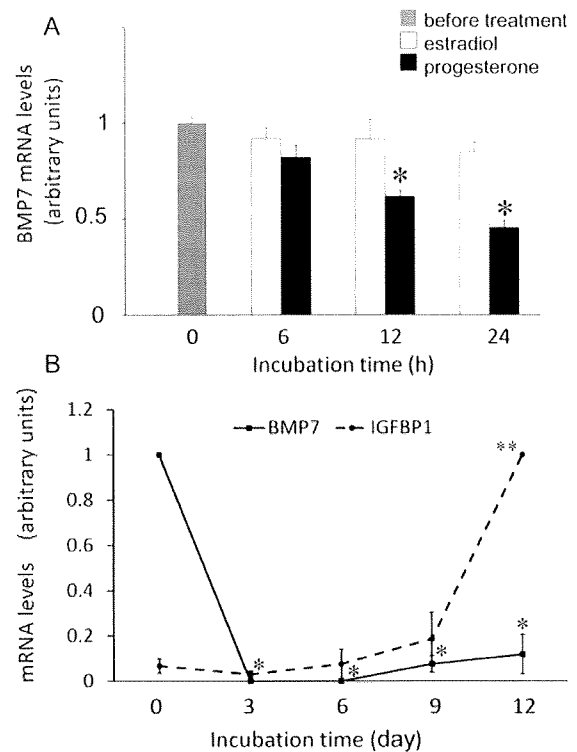 A
before treatment
estradiol
progesterone
BMP7 mRNA levels
(arbitrary units)
1
0.5
0
*
*
0 6 12 24
Incubation time (h)
B
mRNA levels (arbitrary units)
1.2
1
0.8
0.6
0.4
0.2
0
BMP7 IGFBP1
**
*
*
*
*
0 3 6 9 12
Incubation time (day)